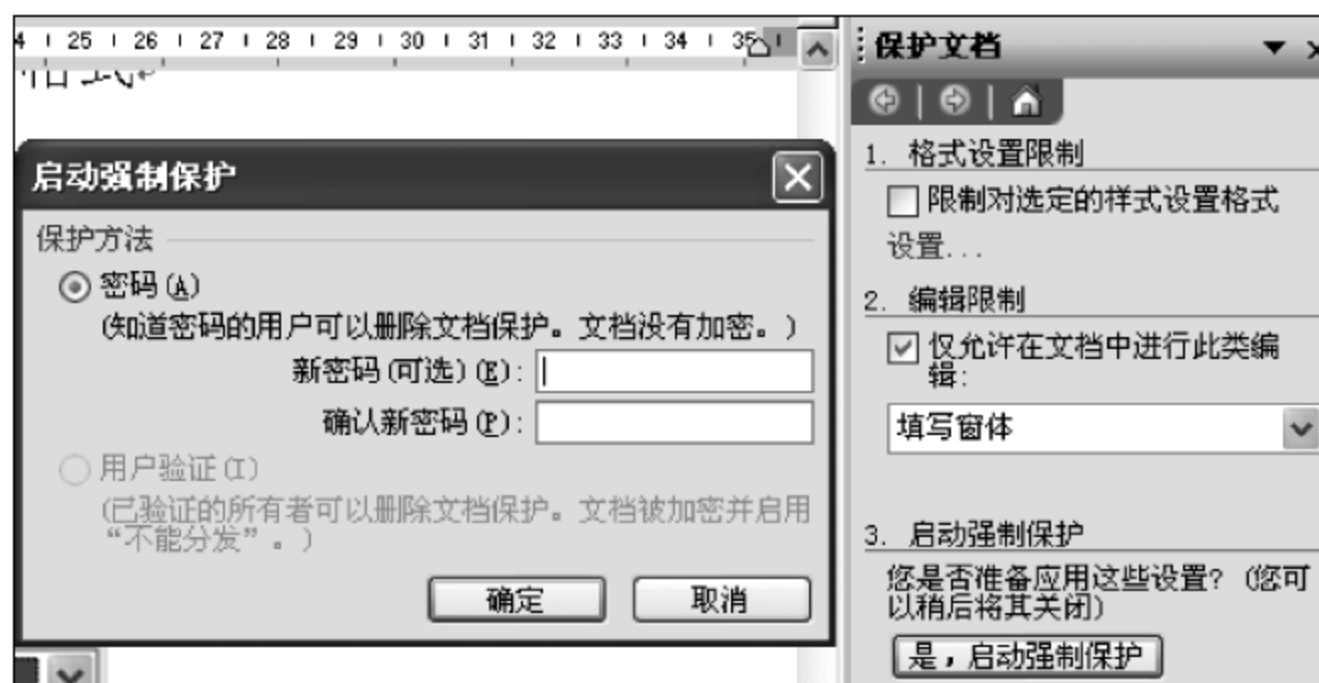 4 25 26 27 28 29 30 31 32 33 34 35
启动强制保护
保护方法
密码(A)
(知道密码的用户可以删除文档保护。文档没有加密。)
新密码(可选)(E):
确认新密码(P):
用户验证(I)
(已验证的所有者可以删除文档保护。文档被加密并启用
“不能分发”。)
确定 取消
保护文档
1. 格式设置限制
限制对选定的样式设置格式
设置...
2. 编辑限制
仅允许在文档中进行此类编
辑:
填写窗体
3. 启动强制保护
您是否准备应用这些设置? (您可
以稍后将其关闭)
是,启动强制保护